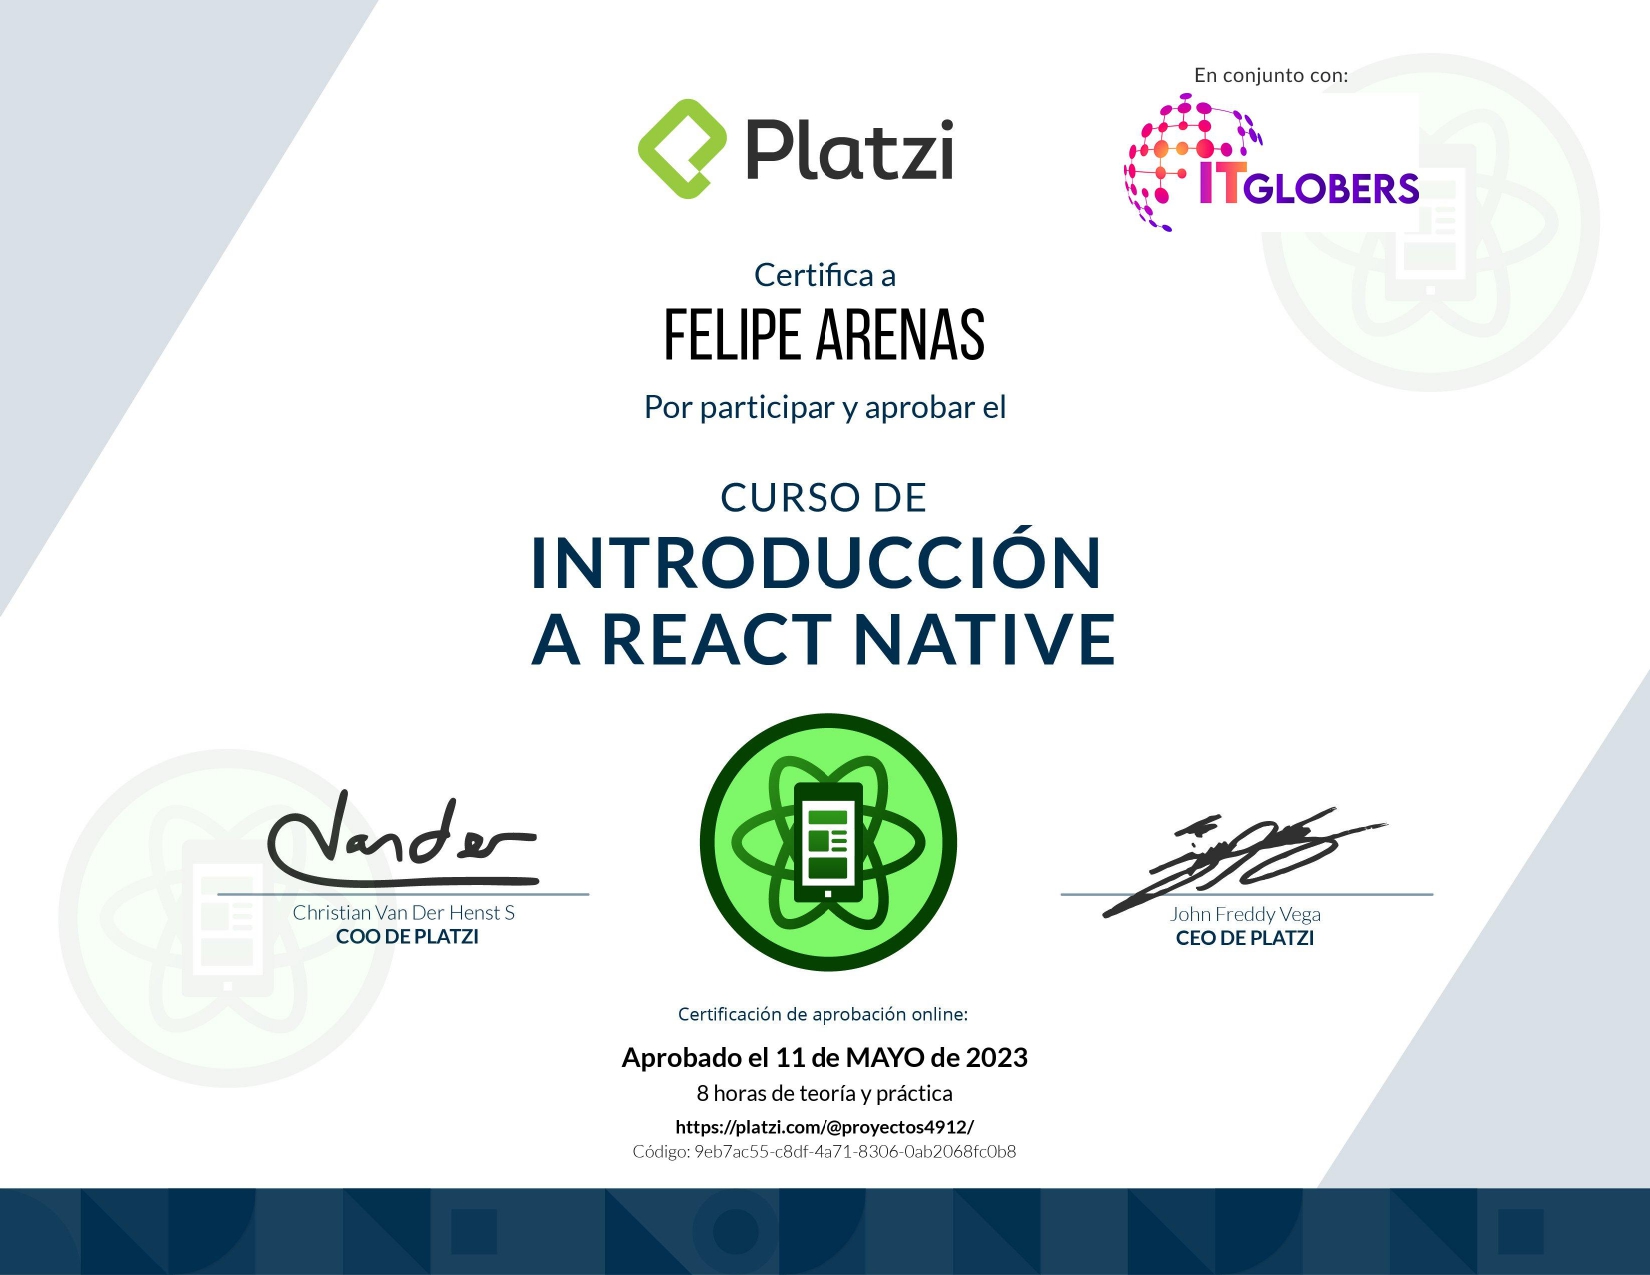 En conjunto con:
Platzi
ITGLOBERS
Certifica a
FELIPE ARENAS
Por participar y aprobar el
CURSO DE
INTRODUCCIÓN
A REACT NATIVE
Vander
Christian Van Der Henst S
COO DE PLATZI
John Freddy Vega
CEO DE PLATZI
Certificación de aprobación online:
Aprobado el 11 de MAYO de 2023
8 horas de teoría y práctica
https://platzi.com/@proyectos4912/
Código: 9eb7ac55-c8df-4a71-8306-0ab2068fc0b8